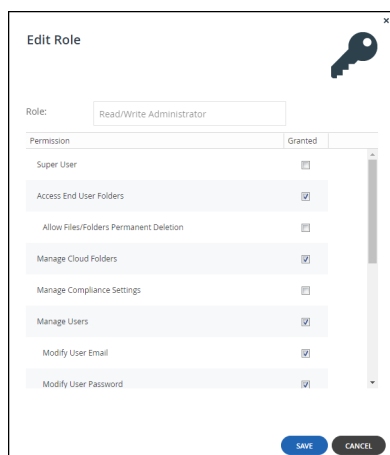 ×
Edit Role
Role: Read/Write Administrator
Permission Granted
Super User
Access End User Folders
Allow Files/Folders Permanent Deletion
Manage Cloud Folders
Manage Compliance Settings
Manage Users
Modify User Email
Modify User Password
SAVE CANCEL